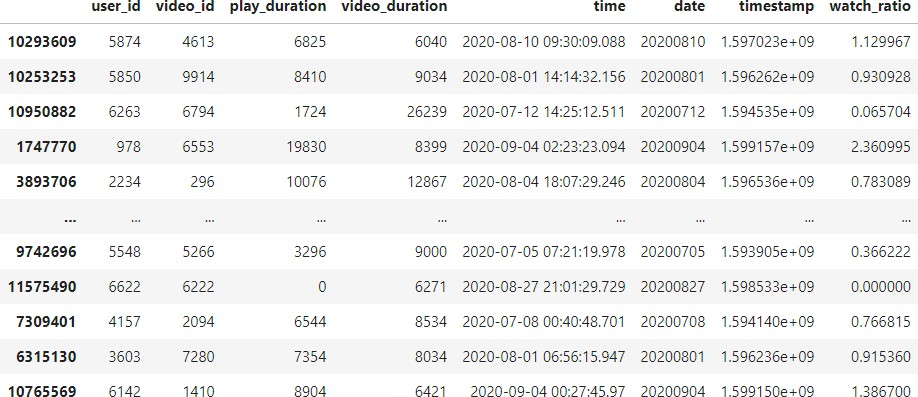 user_id video_id play_duration video_duration time date timestamp watch_ratio
10293609 5874 4613 6825 6040 2020-08-10 09:30:09.088 20200810 1.597023e+09 1.129967
10253253 5850 9914 8410 9034 2020-08-01 14:14:32.156 20200801 1.596262e+09 0.930928
10950882 6263 6794 1724 26239 2020-07-12 14:25:12.511 20200712 1.594535e+09 0.065704
1747770 978 6553 19830 8399 2020-09-04 02:23:23.094 20200904 1.599157e+09 2.360995
3893706 2234 296 10076 12867 2020-08-04 18:07:29.246 20200804 1.596536e+09 0.783089
... ... ... ... ... ... ... ... ...
9742696 5548 5266 3296 9000 2020-07-05 07:21:19.978 20200705 1.593905e+09 0.366222
11575490 6622 6222 0 6271 2020-08-27 21:01:29.729 20200827 1.598533e+09 0.000000
7309401 4157 2094 6544 8534 2020-07-08 00:40:48.701 20200708 1.594140e+09 0.766815
6315130 3603 7280 7354 8034 2020-08-01 06:56:15.947 20200801 1.596236e+09 0.915360
10765569 6142 1410 8904 6421 2020-09-04 00:27:45.97 20200904 1.599150e+09 1.386700